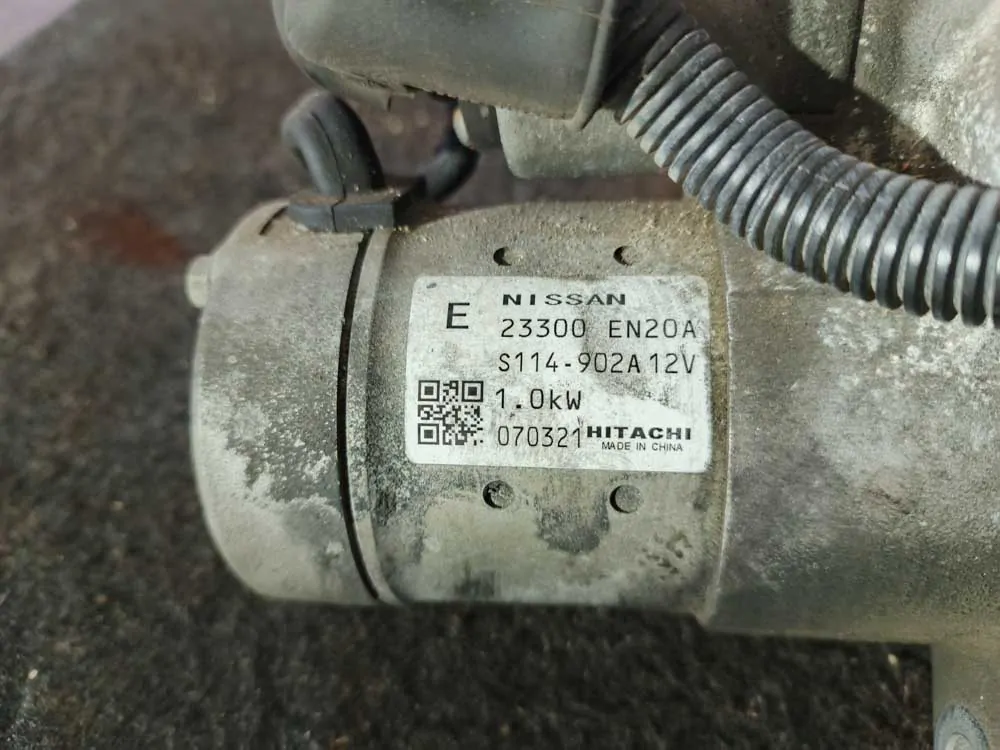 E NISSAN
23300 EN20A
S114-902A 12V
1.0kW
070321 HITACHI
MADE IN CHINA